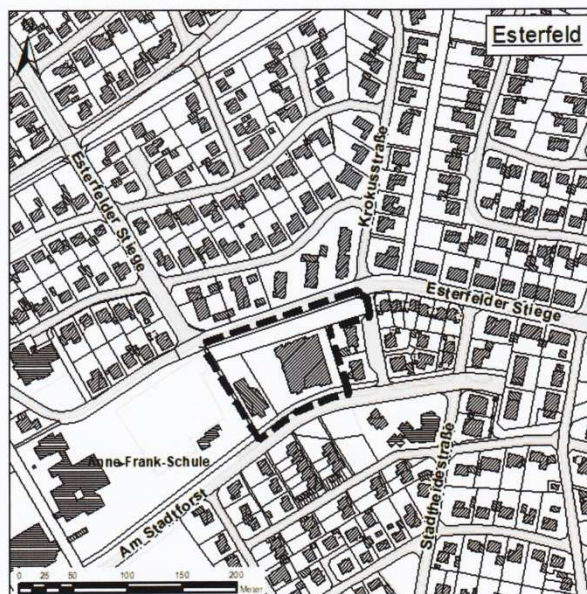 Esterfeld
Esterfelder Stiege
Krokusstraße
Esterfelder Stiege
Anne-Frank-Schule
Am Stadtforst
Stadtheidestraße
0 25 50 100 150 200
Meter